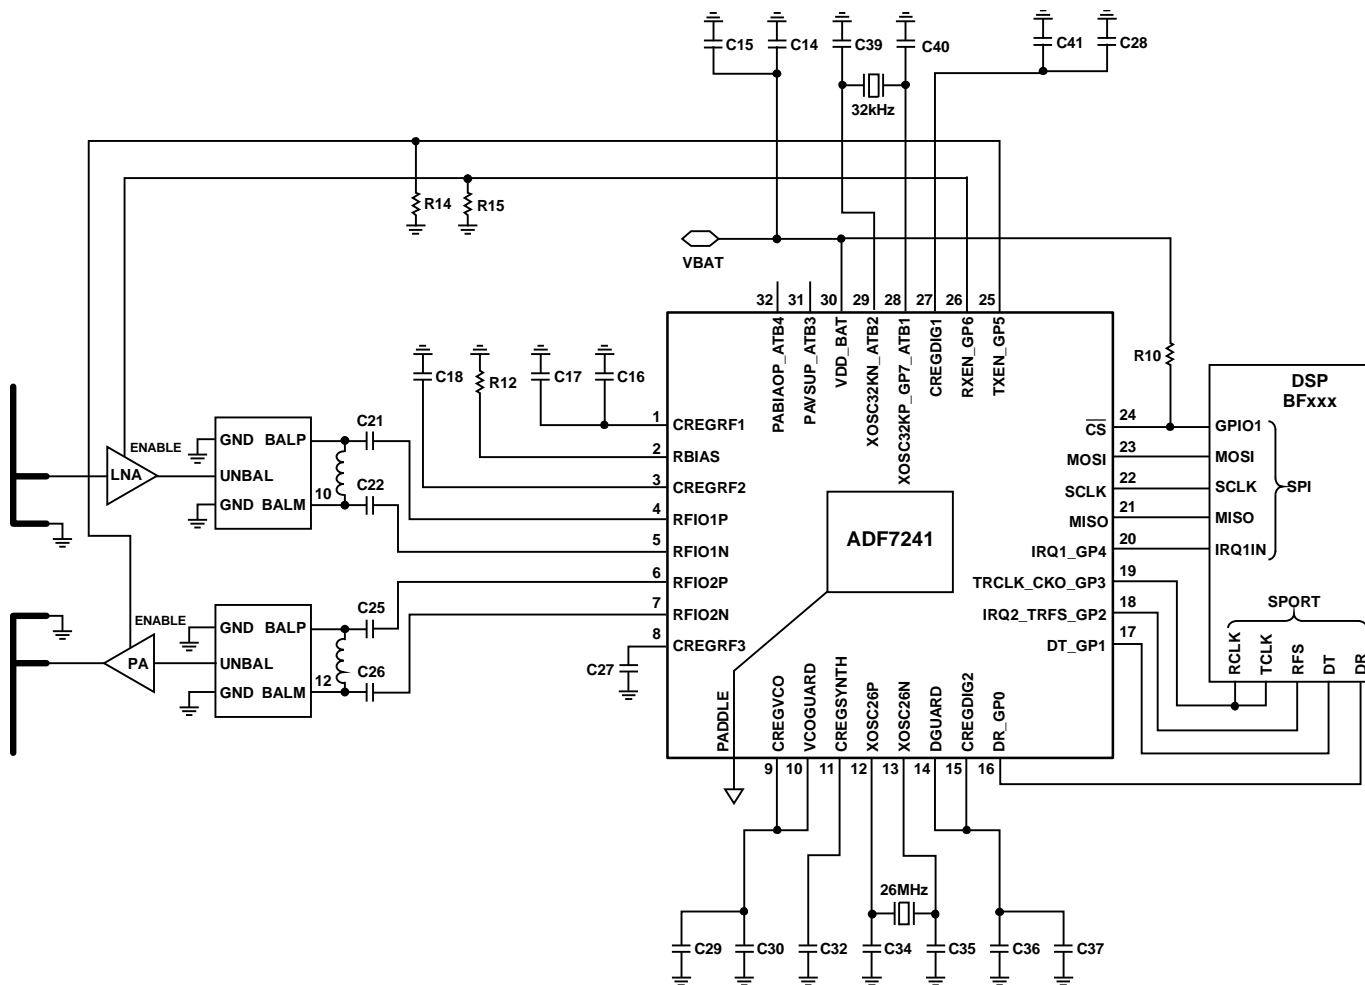 C15
C14
C39
C40
C41
C28
32kHz
R14
R15
VBAT
32
31
30
29
28
27
26
25
PABIAOP_ATB4
PAVSUP_ATB3
VDD_BAT
XOSC32KN_ATB2
XOSC32KP_GP7_ATB1
CREGDIG1
RXEN_GP6
TXEN_GP5
R10
C18
R12
C17
C16
DSP
BFxxx
1
CREGRF1
2
RBIAS
3
CREGRF2
4
RFIO1P
5
RFIO1N
6
RFIO2P
7
RFIO2N
8
CREGRF3
24
CS
23
MOSI
22
SCLK
21
MISO
20
IRQ1_GP4
19
TRCLK_CKO_GP3
18
IRQ2_TRFS_GP2
17
DT_GP1
GPIO1
MOSI
SCLK
MISO
IRQ1IN
SPI
SPORT
RCLK
TCLK
RFS
DT
DR
ADF7241
LNA
ENABLE
GND BALP
UNBAL
GND BALM
10
C21
C22
PA
ENABLE
GND BALP
UNBAL
GND BALM
12
C25
C26
C27
PADDLE
CREGVCO
VCOGUARD
CREGSYNTH
XOSC26P
XOSC26N
DGUARD
CREGDIG2
DR_GP0
9
10
11
12
13
14
15
16
26MHz
C29
C30
C32
C34
C35
C36
C37